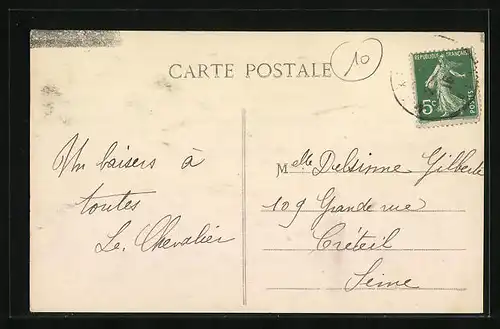 CARTE POSTALE
10
REPUBLIQUE FRANÇAISE
5c
POSTES
Un baisers à
toutes
Le. Chevalier
Melle Delsinne Gilberte
109 Grande rue
Créteil
Seine